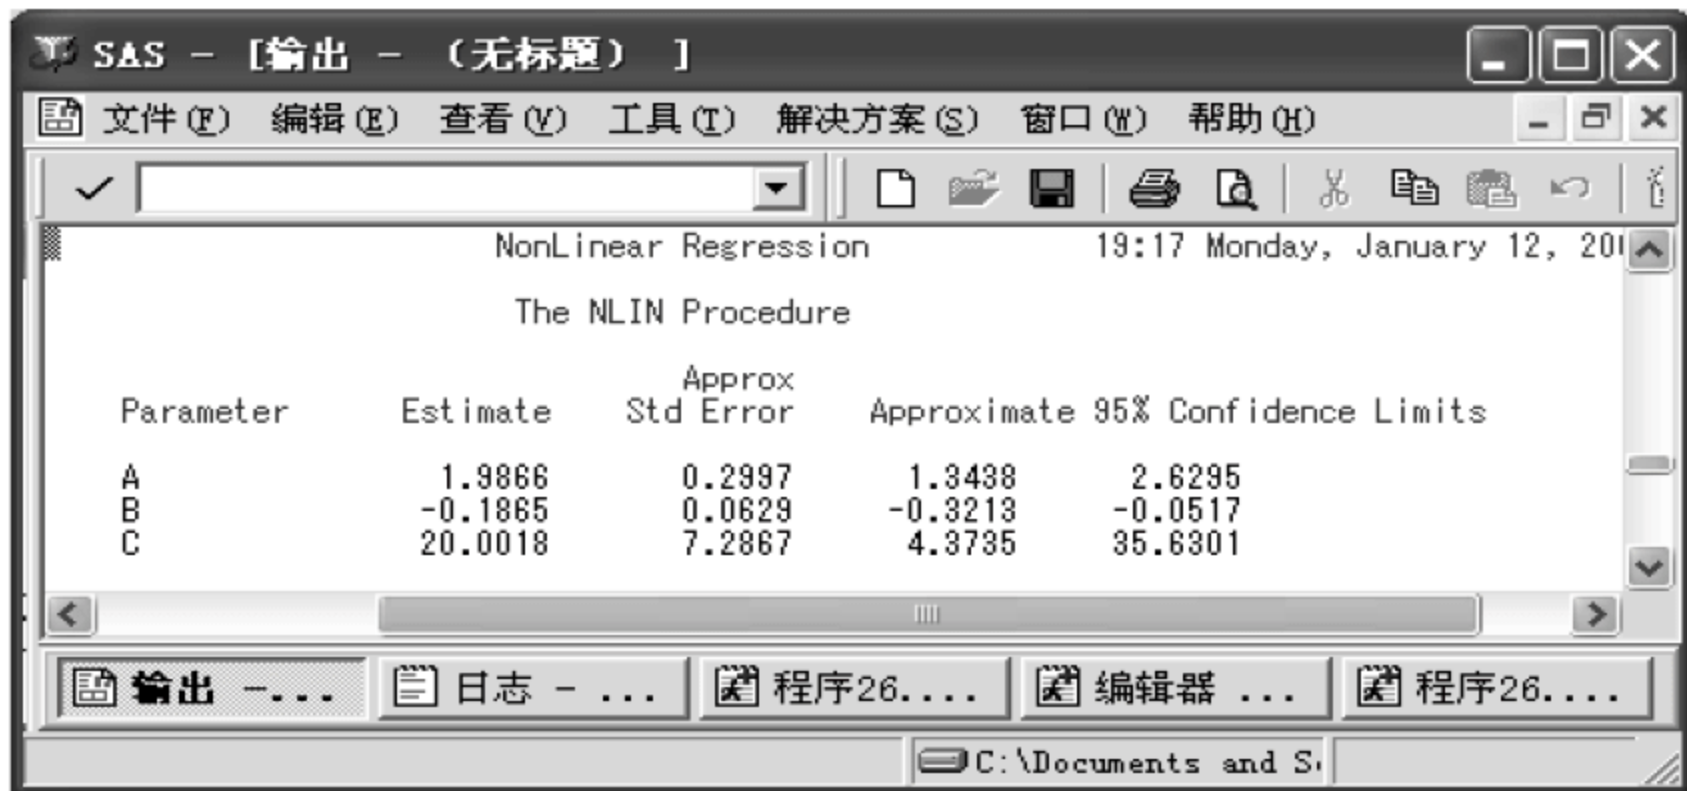 SAS - [输出 - （无标题） ]
文件(F) 编辑(E) 查看(V) 工具(T) 解决方案(S) 窗口(W) 帮助(H)
NonLinear Regression 19:17 Monday, January 12, 200
The NLIN Procedure
Approx
Parameter Estimate Std Error Approximate 95% Confidence Limits
A 1.9866 0.2997 1.3438 2.6295
B -0.1865 0.0629 -0.3213 -0.0517
C 20.0018 7.2867 4.3735 35.6301
输出 -... 日志 - ... 程序26.... 编辑器 ... 程序26....
C:\Documents and S